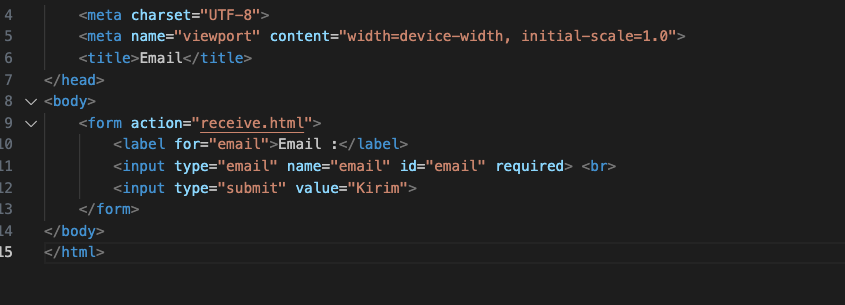 4 <meta charset="UTF-8">
5 <meta name="viewport" content="width=device-width, initial-scale=1.0">
6 <title>Email</title>
7 </head>
8 <body>
9 <form action="receive.html">
10 <label for="email">Email :</label>
11 <input type="email" name="email" id="email" required> <br>
12 <input type="submit" value="Kirim">
13 </form>
14 </body>
15 </html>